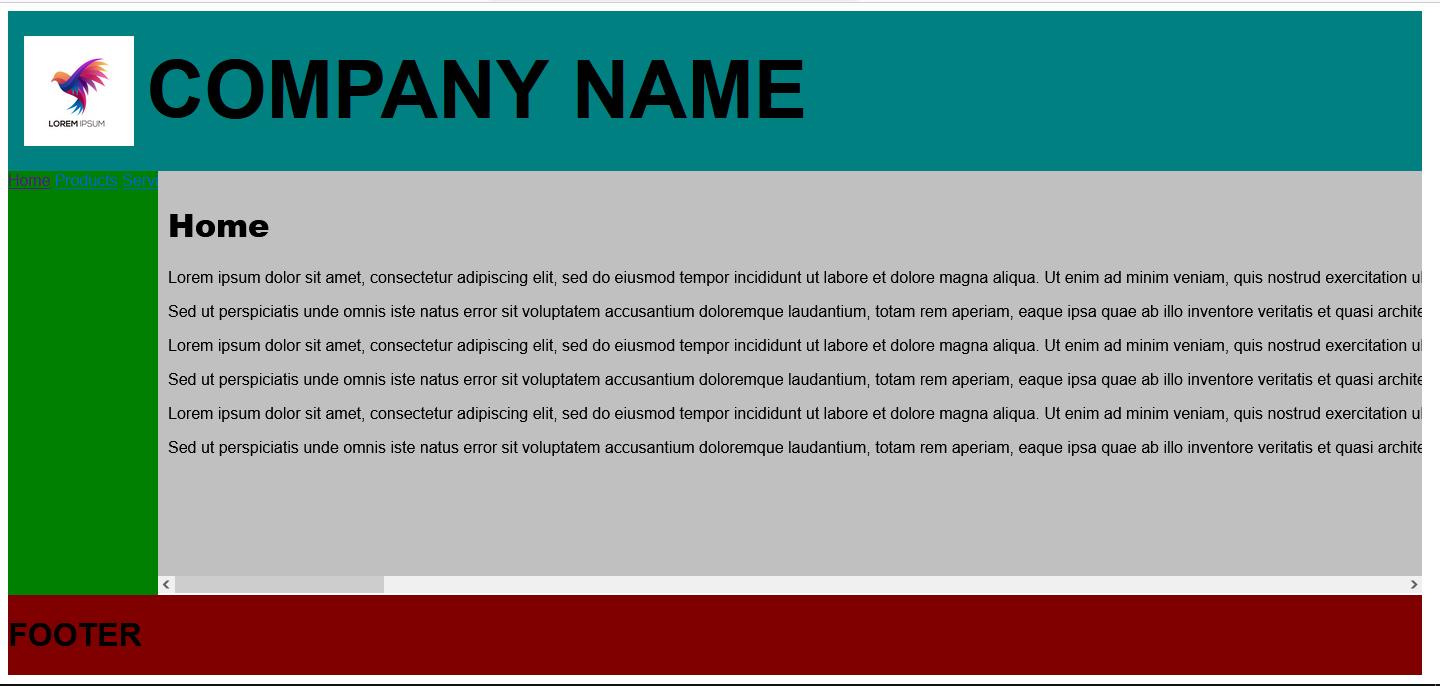 LOREM IPSUM
COMPANY NAME
Home Products
Home
Lorem ipsum dolor sit amet, consectetur adipiscing elit, sed do eiusmod tempor incididunt ut labore et dolore magna aliqua. Ut enim ad minim veniam, quis nostrud exercitation
Sed ut perspiciatis unde omnis iste natus error sit voluptatem accusantium doloremque laudantium, totam rem aperiam, eaque ipsa quae ab illo inventore veritatis et quasi archite
Lorem ipsum dolor sit amet, consectetur adipiscing elit, sed do eiusmod tempor incididunt ut labore et dolore magna aliqua. Ut enim ad minim veniam, quis nostrud exercitation
Sed ut perspiciatis unde omnis iste natus error sit voluptatem accusantium doloremque laudantium, totam rem aperiam, eaque ipsa quae ab illo inventore veritatis et quasi archite
Lorem ipsum dolor sit amet, consectetur adipiscing elit, sed do eiusmod tempor incididunt ut labore et dolore magna aliqua. Ut enim ad minim veniam, quis nostrud exercitation
Sed ut perspiciatis unde omnis iste natus error sit voluptatem accusantium doloremque laudantium, totam rem aperiam, eaque ipsa quae ab illo inventore veritatis et quasi archite
FOOTER